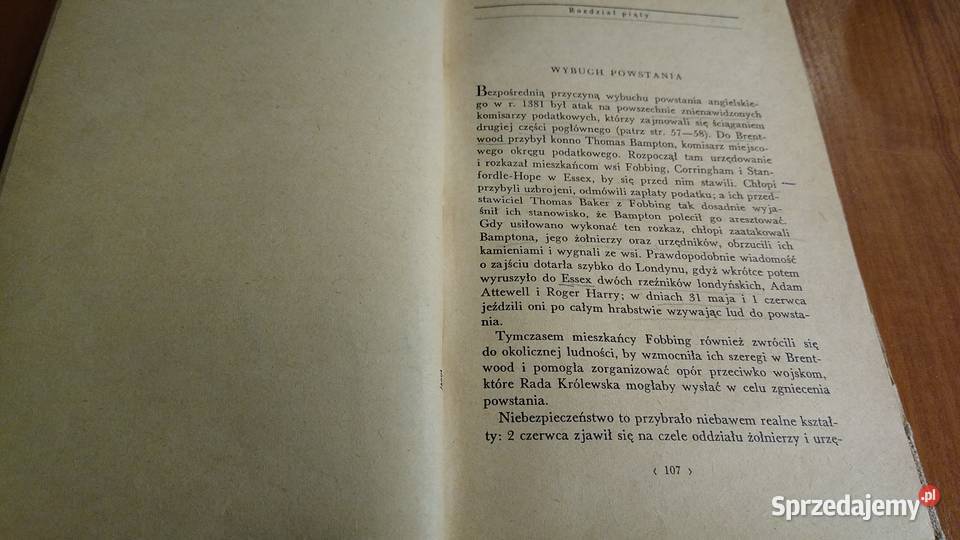 Rozdział piąty
WYBUCH POWSTANIA
Bezpośrednią przyczyną wybuchu powstania angielskie-
go w r. 1381 był atak na powszechnie znienawidzonych
komisarzy podatkowych, którzy zajmowali się ściąganiem
drugiej części pogłównego (patrz str. 57—58). Do Brent-
wood przybył konno Thomas Bampton, komisarz miejsco-
wego okręgu podatkowego. Rozpoczął tam urzędowanie
i rozkazał mieszkańcom wsi Fobbing, Corringham i Stan-
fordle-Hope w Essex, by się przed nim stawili. Chłopi
przybyli uzbrojeni, odmówili zapłaty podatku; a ich przed-
stawiciel Thomas Baker z Fobbing tak dosadnie wyja-
śnił ich stanowisko, że Bampton polecił go aresztować.
Gdy usiłowano wykonać ten rozkaz, chłopi zaatakowali
Bamptona, jego żołnierzy oraz urzędników, obrzucili ich
kamieniami i wygnali ze wsi. Prawdopodobnie wiadomość
o zajściu dotarła szybko do Londynu, gdyż wkrótce potem
wyruszyło do Essex dwóch rzeźników londyńskich, Adam
Attewell i Roger Harry; w dniach 31 maja i 1 czerwca
jeździli oni po całym hrabstwie wzywając lud do powsta-
nia.
Tymczasem mieszkańcy Fobbing również zwrócili się
do okolicznej ludności, by wzmocniła ich szeregi w Brent-
wood i pomogła zorganizować opór przeciwko wojskom,
które Rada Królewska mogłaby wysłać w celu zgniecenia
powstania.
Niebezpieczeństwo to przybrało niebawem realne kształ-
ty: 2 czerwca zjawił się na czele oddziału żołnierzy i urzę-
‹ 107 ›
Sprzedajemy.pl